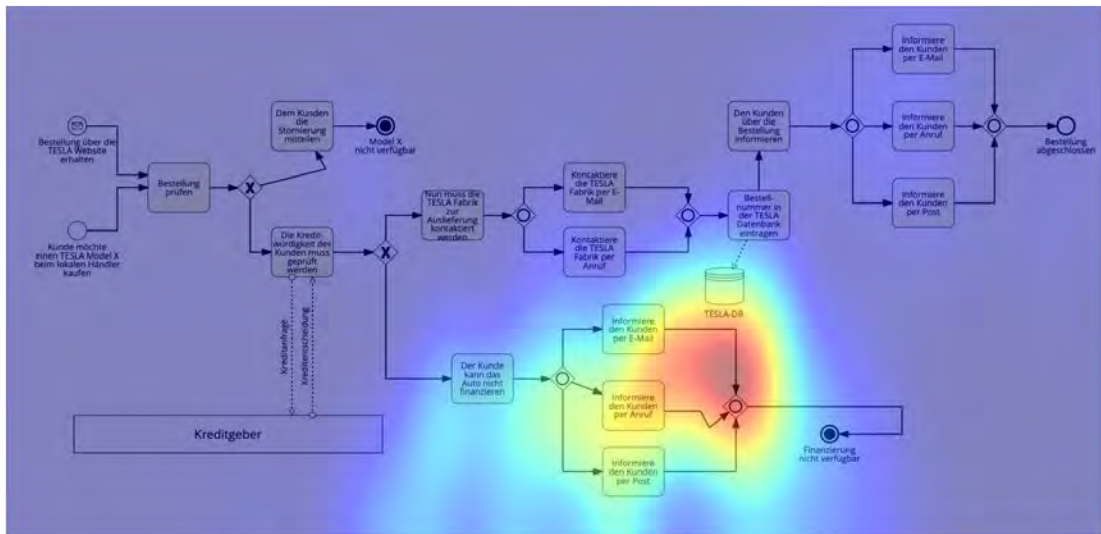 Informiere
den Kunden
per E-Mail
Dem Kunden
die
Stornierung
mitteilen
Den Kunden
über die
Bestellung
informieren
Informiere
den Kunden
per Anruf
Bestellung über die
TESLA Website
erhalten
Model X
nicht verfügbar
Bestellung
abgeschlossen
Bestellung
prüfen
Nun muss die
TESLA Fabrik
zur
Auslieferung
kontaktiert
werden
Kontaktiere
die TESLA
Fabrik per E-
Mail
Bestell-
nummer in
der TESLA
Datenbank
eintragen
Informiere
den Kunden
per Post
Kunde möchte
einen TESLA Model X
beim lokalen Händler
kaufen
Die Kredit-
würdigkeit des
Kunden muss
geprüft
werden
Kontaktiere
die TESLA
Fabrik per
Anruf
TESLA-DB
Kreditanfrage
Kreditentscheidung
Informiere
den Kunden
per E-Mail
Der Kunde
kann das
Auto nicht
finanzieren
Informiere
den Kunden
per Anruf
Kreditgeber
Finanzierung
nicht verfügbar
Informiere
den Kunden
per Post